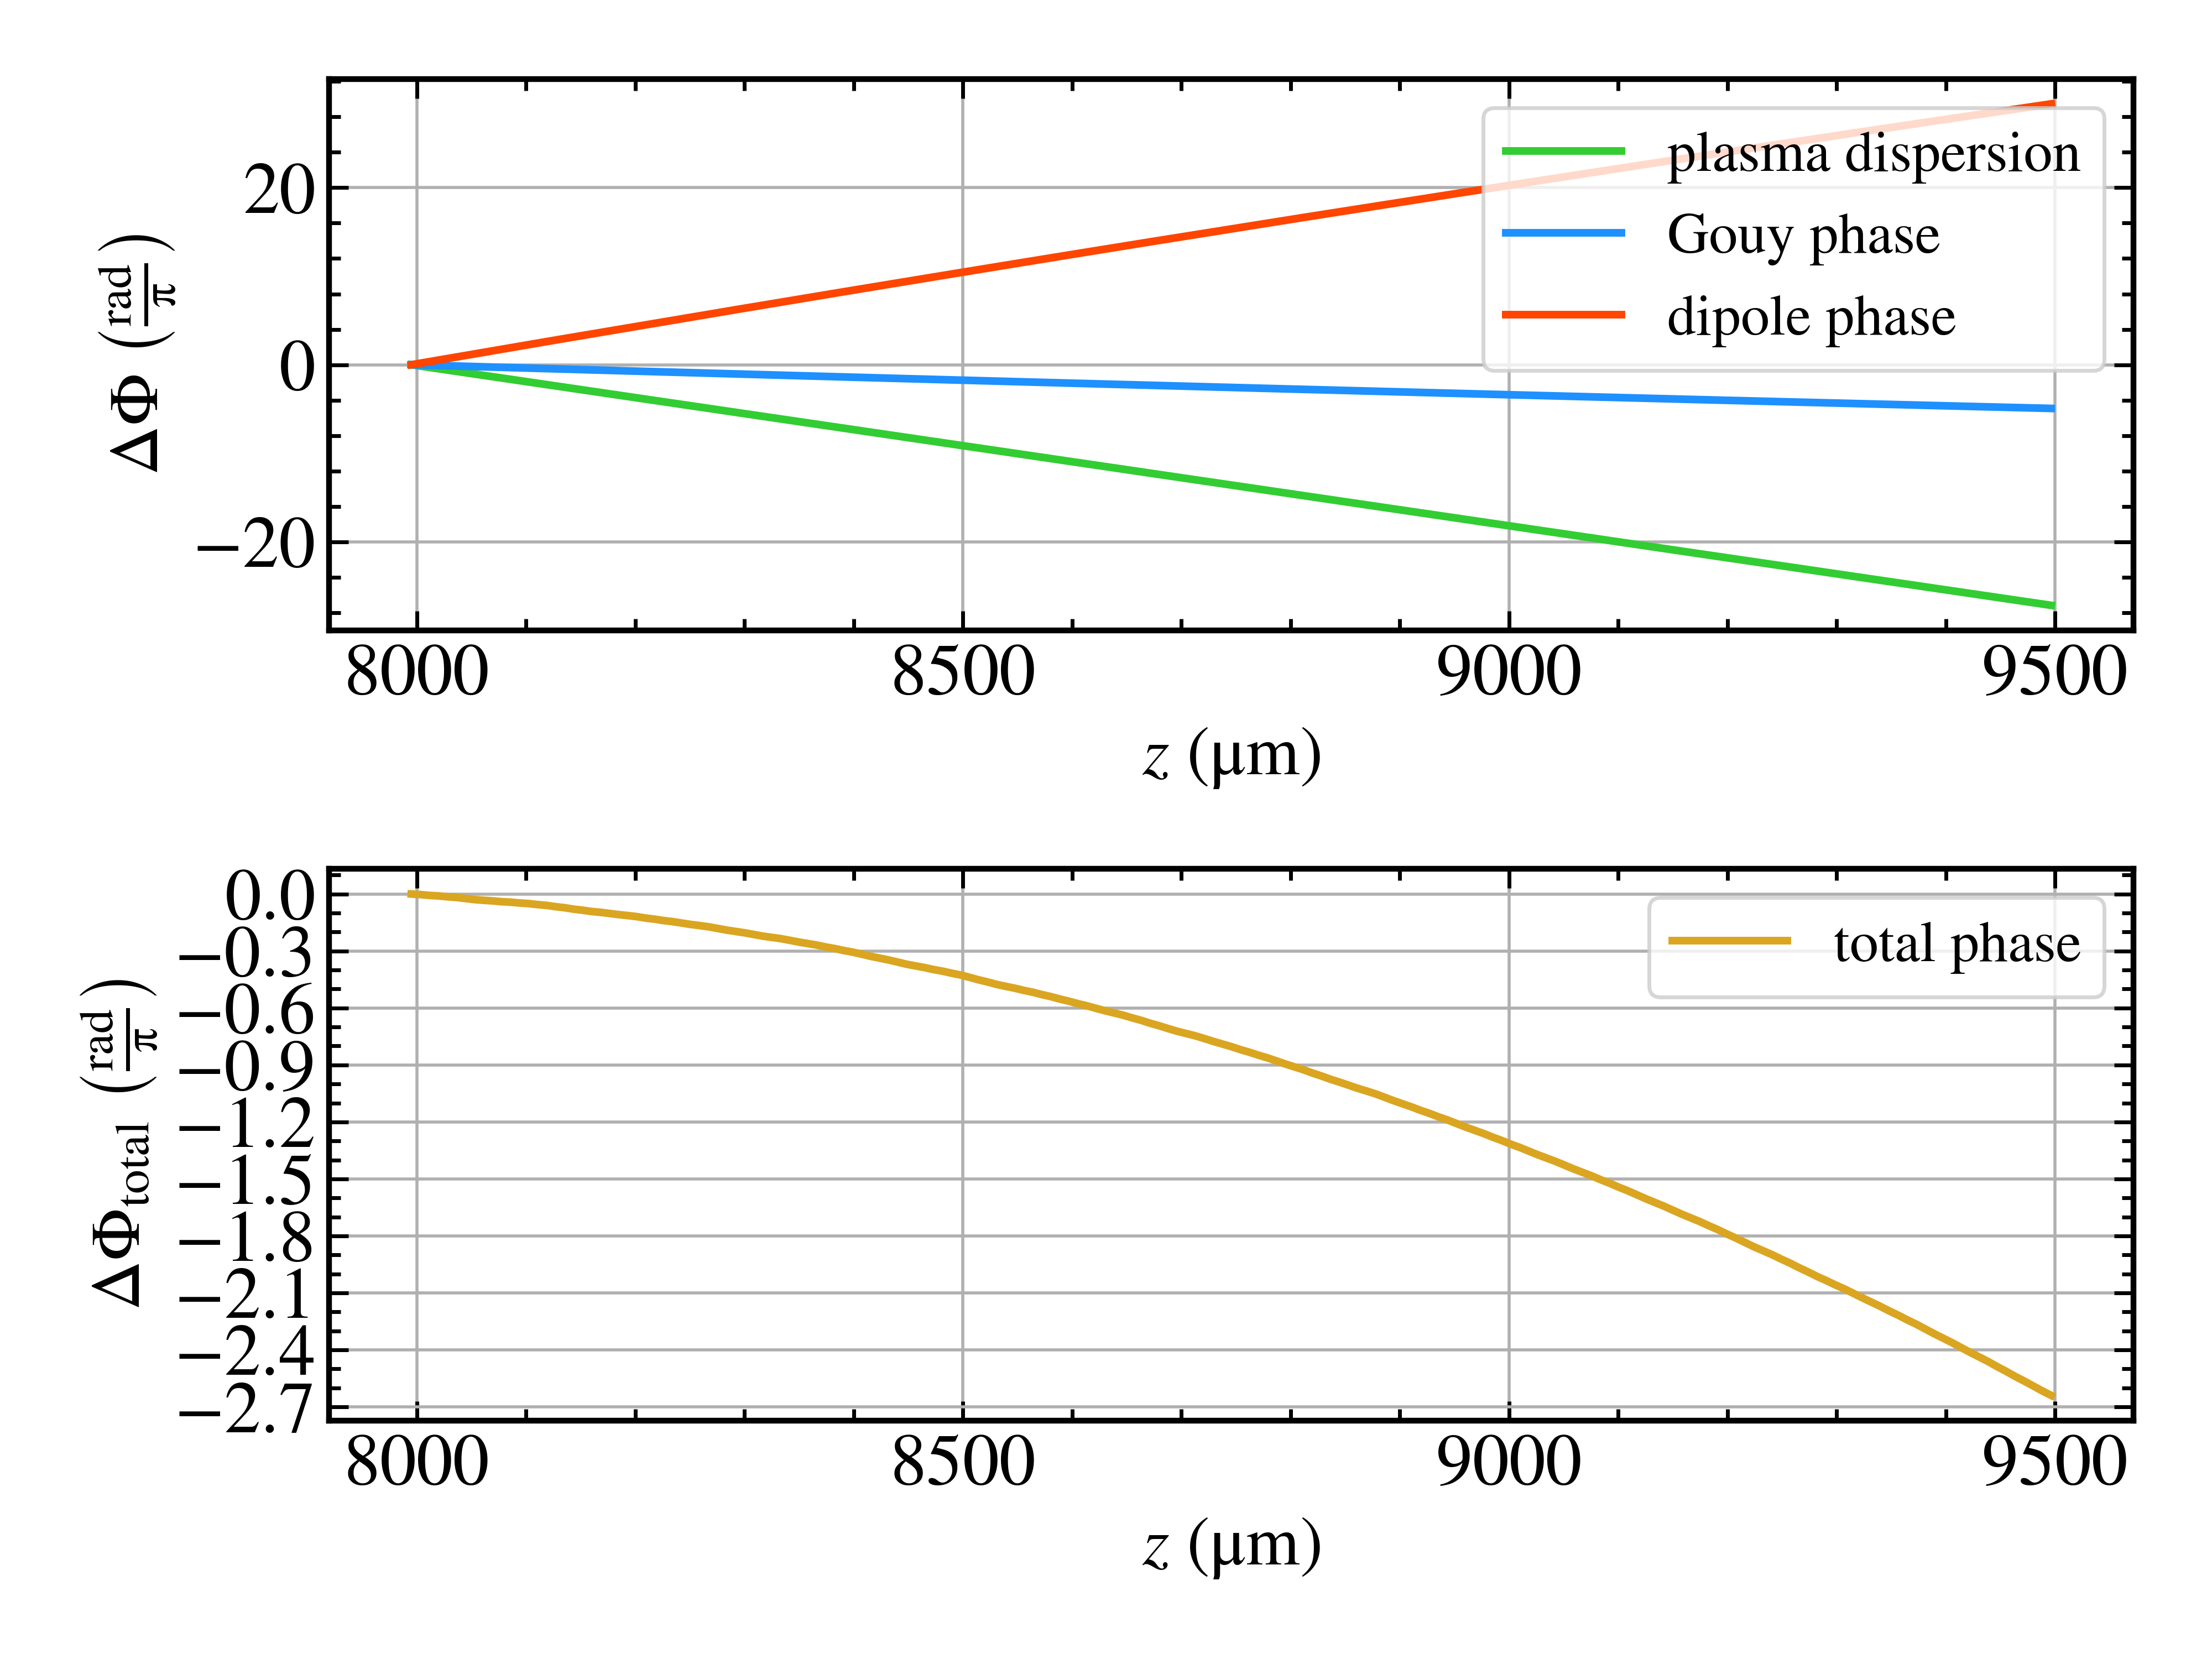 20
0
−20
ΔΦ (rad/π)
8000 8500 9000 9500
z (μm)
plasma dispersion
Gouy phase
dipole phase
0.0
−0.3
−0.6
−0.9
−1.2
−1.5
−1.8
−2.1
−2.4
−2.7
ΔΦtotal (rad/π)
8000 8500 9000 9500
z (μm)
total phase